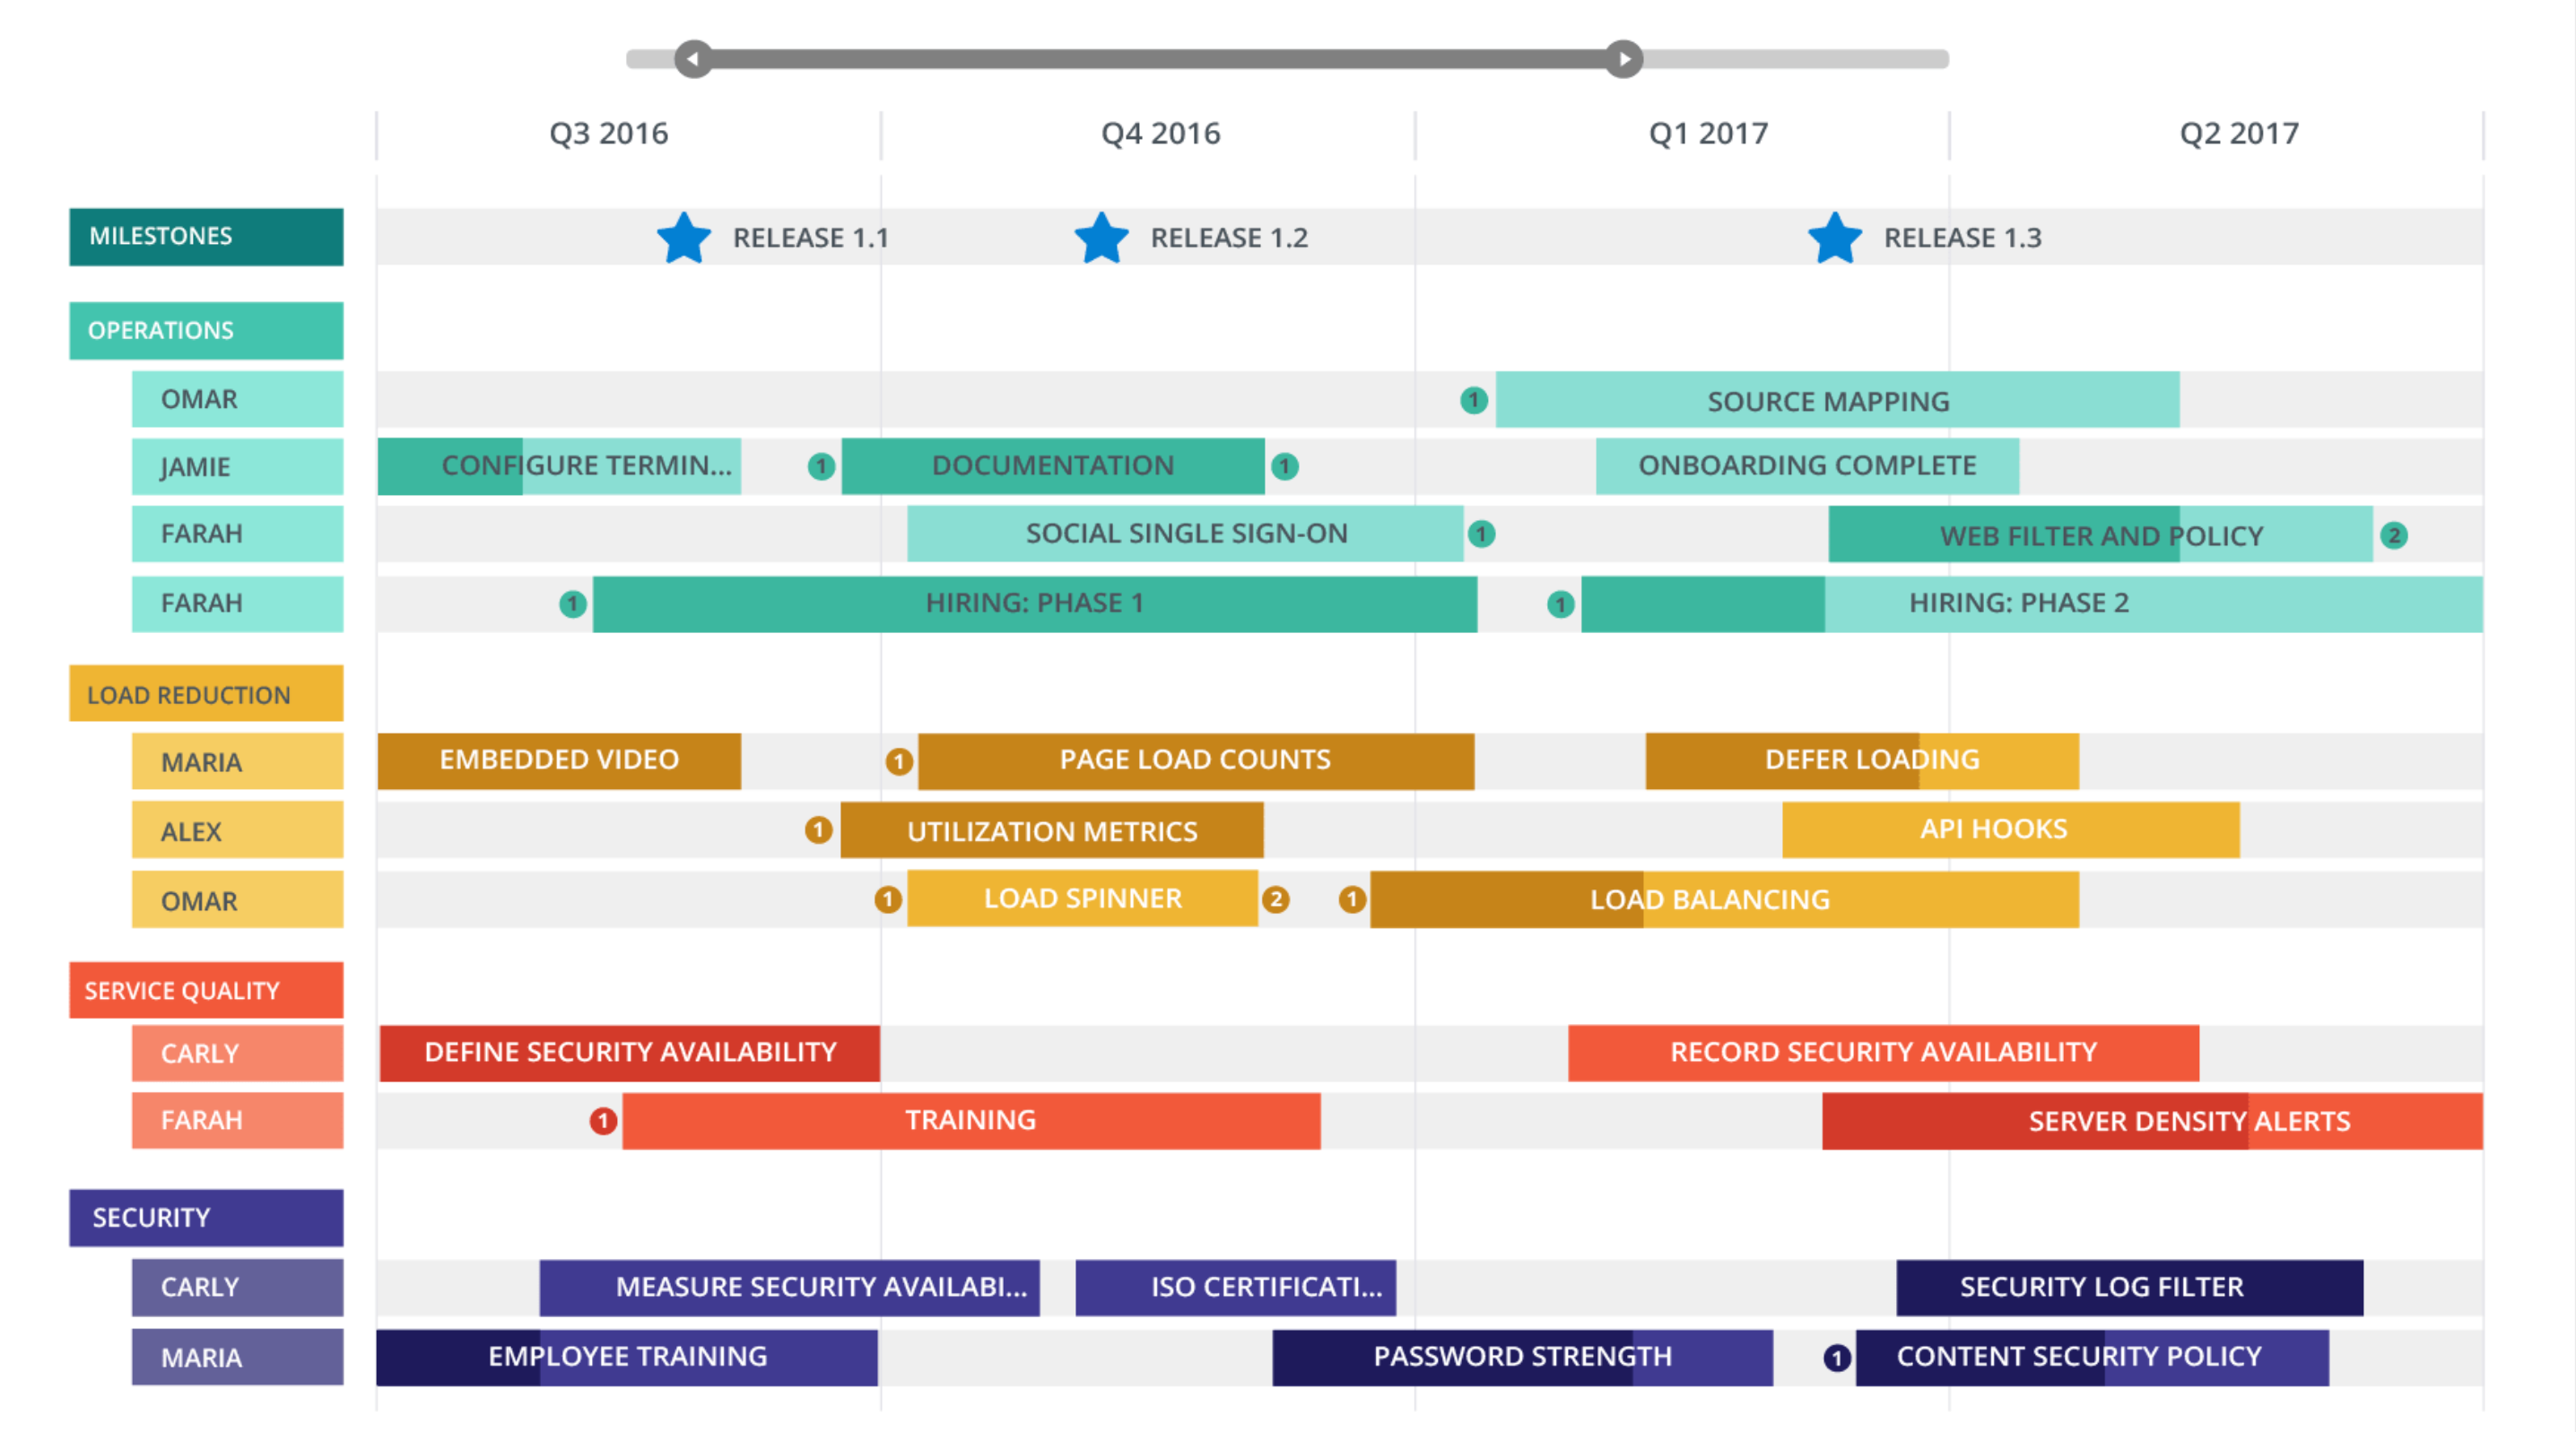 Q3 2016 Q4 2016 Q1 2017 Q2 2017
MILESTONES RELEASE 1.1 RELEASE 1.2 RELEASE 1.3
OPERATIONS
OMAR 1 SOURCE MAPPING
JAMIE CONFIGURE TERMIN... 1 DOCUMENTATION 1 ONBOARDING COMPLETE
FARAH SOCIAL SINGLE SIGN-ON 1 WEB FILTER AND POLICY 2
FARAH 1 HIRING: PHASE 1 1 HIRING: PHASE 2
LOAD REDUCTION
MARIA EMBEDDED VIDEO 1 PAGE LOAD COUNTS DEFER LOADING
ALEX 1 UTILIZATION METRICS API HOOKS
OMAR 1 LOAD SPINNER 2 1 LOAD BALANCING
SERVICE QUALITY
CARLY DEFINE SECURITY AVAILABILITY RECORD SECURITY AVAILABILITY
FARAH 1 TRAINING SERVER DENSITY ALERTS
SECURITY
CARLY MEASURE SECURITY AVAILABI... ISO CERTIFICATI... SECURITY LOG FILTER
MARIA EMPLOYEE TRAINING PASSWORD STRENGTH 1 CONTENT SECURITY POLICY